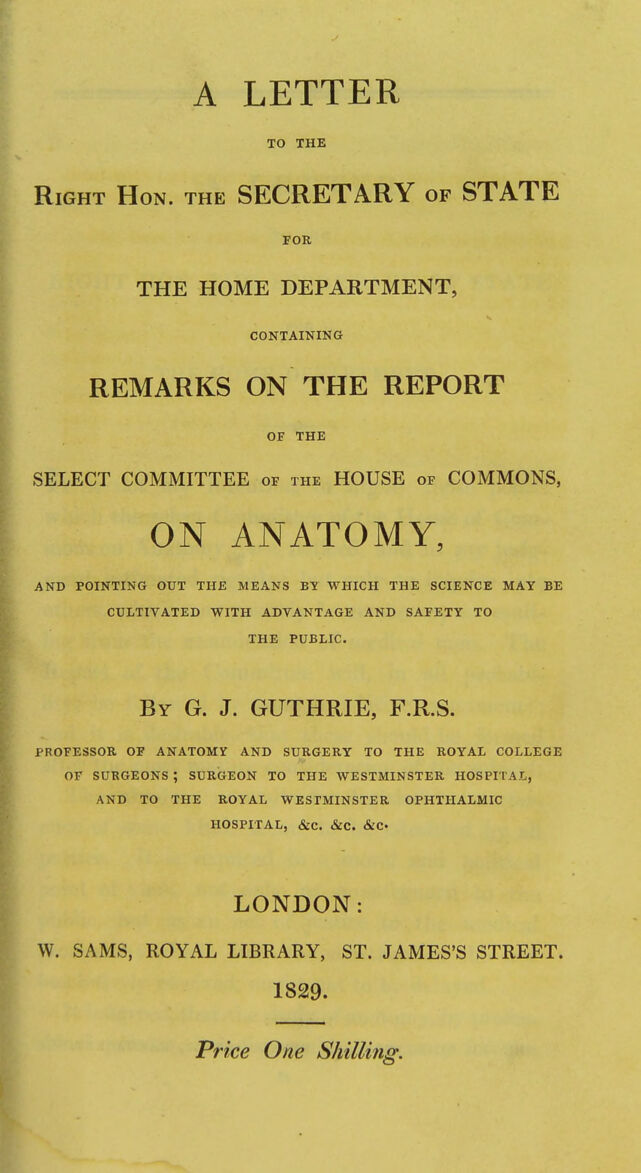 A LETTER
TO THE
RIGHT HON. THE SECRETARY OF STATE
FOR
THE HOME DEPARTMENT,
CONTAINING
REMARKS ON THE REPORT
OF THE
SELECT COMMITTEE OF THE HOUSE OF COMMONS,
ON ANATOMY,
AND POINTING OUT THE MEANS BY WHICH THE SCIENCE MAY BE
CULTIVATED WITH ADVANTAGE AND SAFETY TO
THE PUBLIC.
BY G. J. GUTHRIE, F.R.S.
PROFESSOR OF ANATOMY AND SURGERY TO THE ROYAL COLLEGE
OF SURGEONS; SURGEON TO THE WESTMINSTER HOSPITAL,
AND TO THE ROYAL WESTMINSTER OPHTHALMIC
HOSPITAL, &C. &C. &C.
LONDON:
W. SAMS, ROYAL LIBRARY, ST. JAMES'S STREET.
1829.
Price One Shilling.